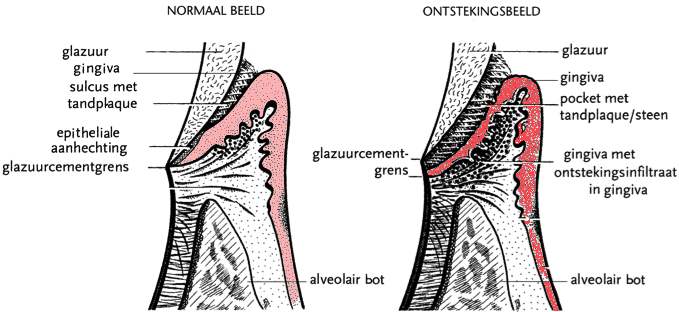 NORMAAL BEELD
glazuur
gingiva
sulcus met
tandplaque
epitheliale
aanhechting
glazuurcementgrens
alveolair bot
ONTSTEKINGSBEELD
glazuur
gingiva
pocket met
tandplaque/steen
glazuurcement-
grens
gingiva met
ontstekingsinfiltraat
in gingiva
alveolair bot